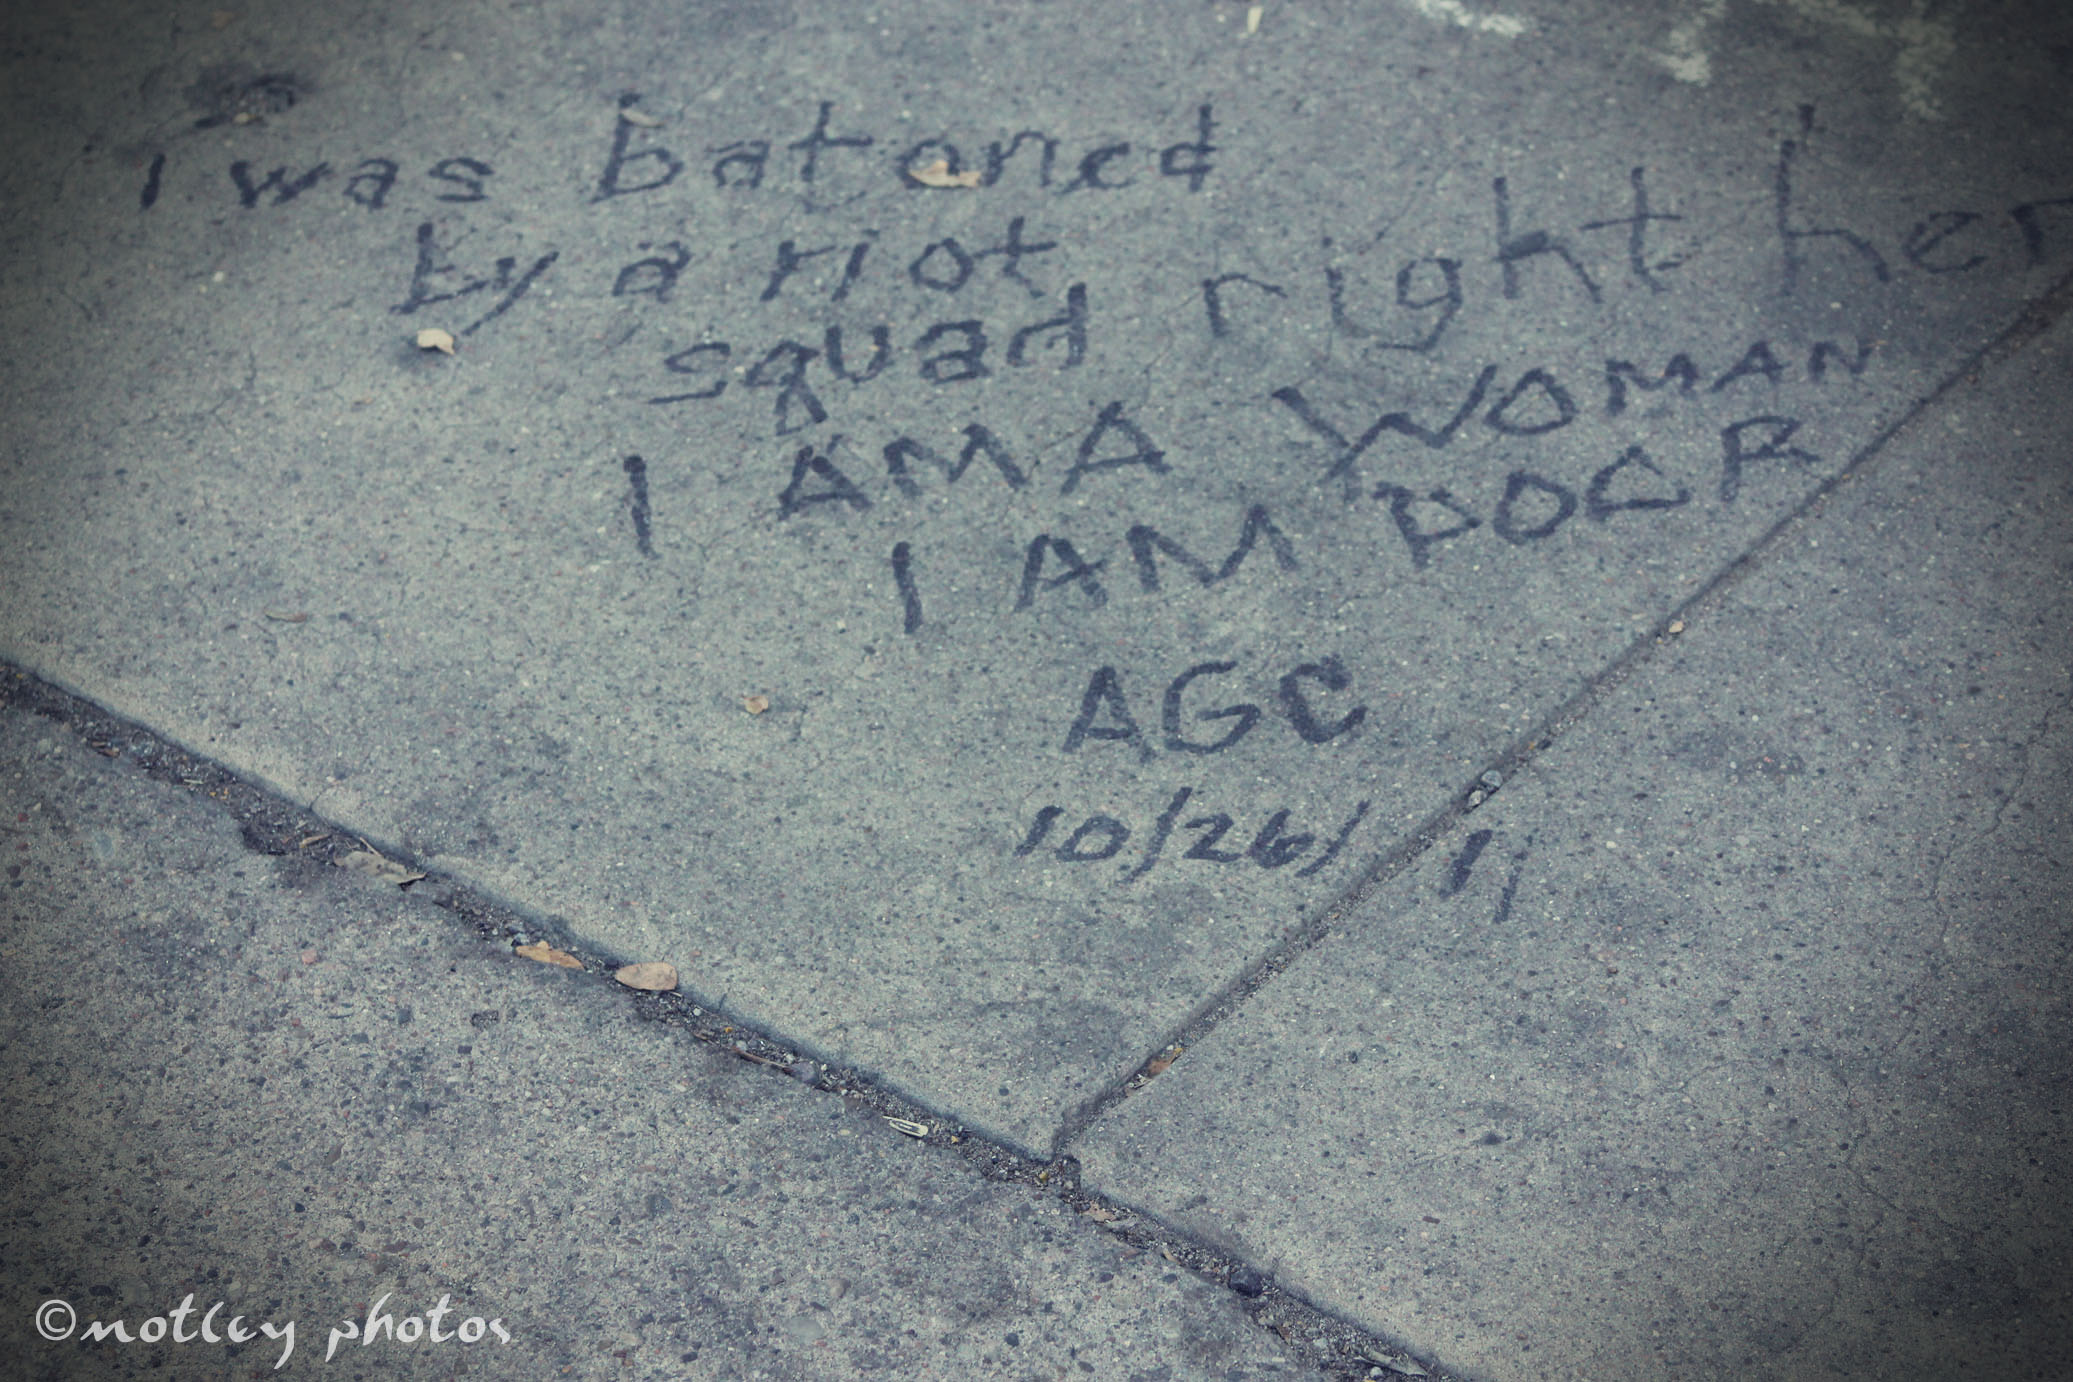 I was batoned
by a riot
squad right her
I AM A WOMAN
I AM POOR
AGC
10/26/11
©motley photos